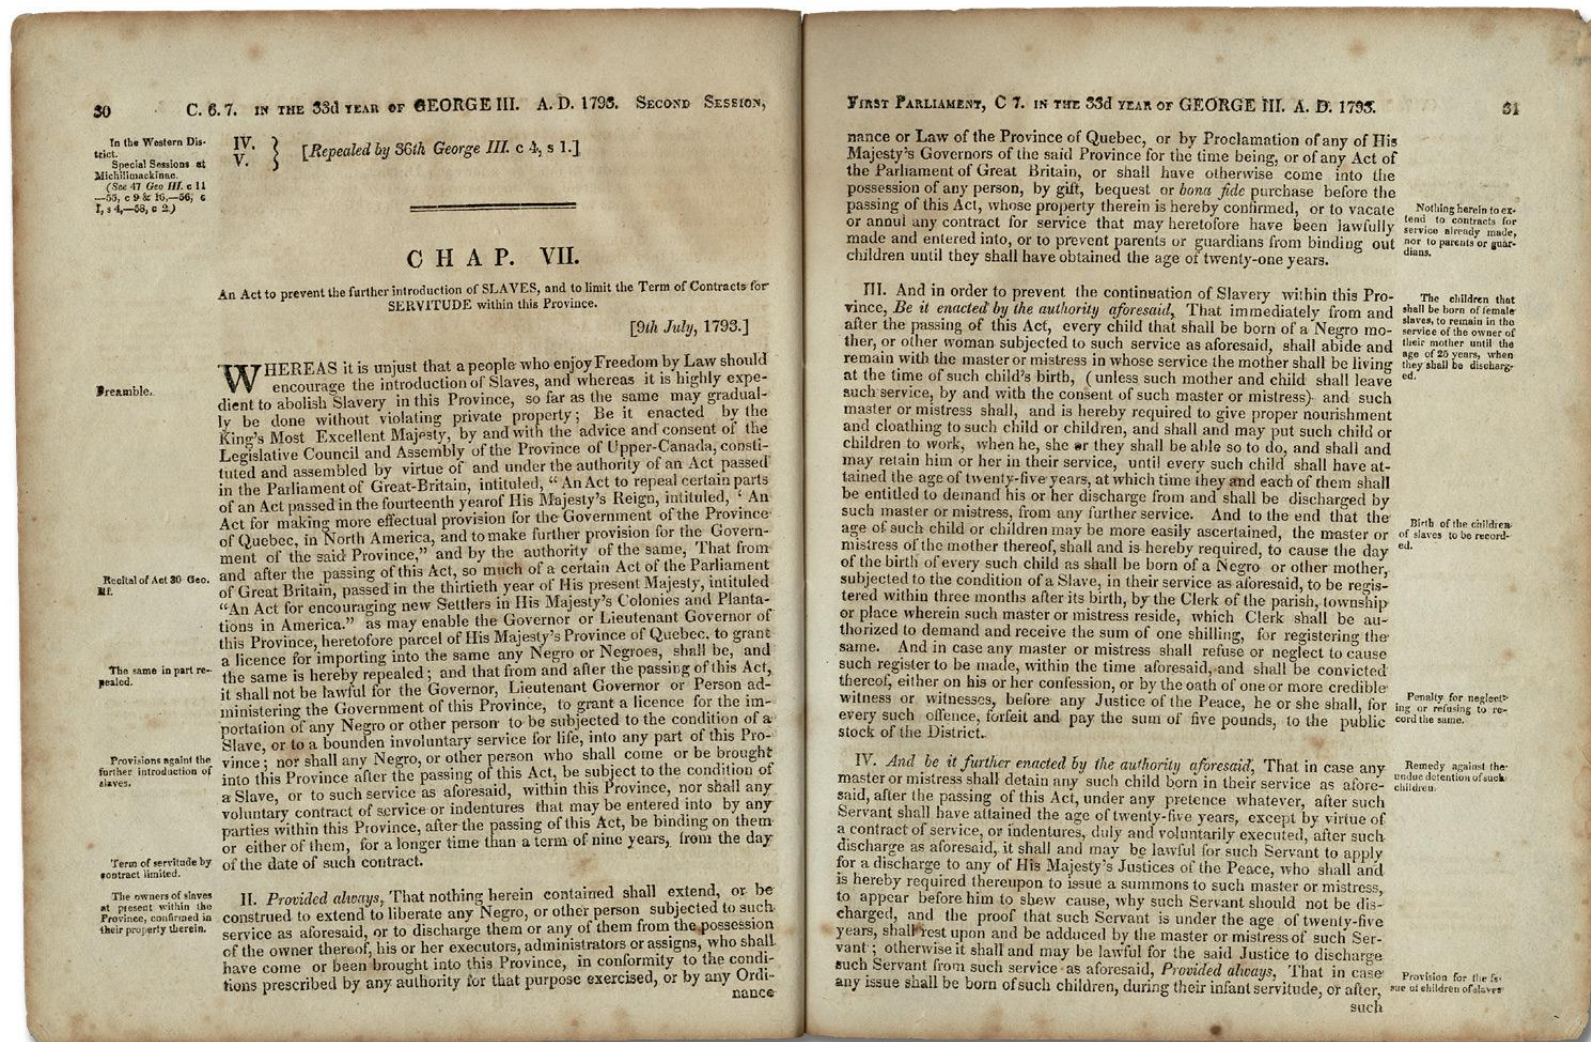 30 C. 6. 7. IN THE 33d YEAR OF GEORGE III. A. D. 1793. SECOND SESSION,
In the Western Dis-
trict.
Special Sessions at
Michilimackinac.
(See 47 Geo III. c 11
—55, c 9 & 16,—56, c
1, s 4,—58, c 2.)
IV.
V.
} [Repealed by 36th George III. c 4, s 1.]
CHAP. VII.
An Act to prevent the further introduction of SLAVES, and to limit the Term of Contracts for
SERVITUDE within this Province.
[9th July, 1793.]
Preamble.
WHEREAS it is unjust that a people who enjoy Freedom by Law should
encourage the introduction of Slaves, and whereas it is highly expe-
dient to abolish Slavery in this Province, so far as the same may gradual-
ly be done without violating private property; Be it enacted by the
King's Most Excellent Majesty, by and with the advice and consent of the
Legislative Council and Assembly of the Province of Upper-Canada, consti-
tuted and assembled by virtue of and under the authority of an Act passed
in the Parliament of Great-Britain, intituled, “ An Act to repeal certain parts
of an Act passed in the fourteenth yearof His Majesty's Reign, intituled, ‘ An
Act for making more effectual provision for the Government of the Province
of Quebec, in North America, and to make further provision for the Govern-
ment of the said Province,” and by the authority of the same, That from
and after the passing of this Act, so much of a certain Act of the Parliament
of Great Britain, passed in the thirtieth year of His present Majesty, intituled
“An Act for encouraging new Settlers in His Majesty's Colonies and Planta-
tions in America.” as may enable the Governor or Lieutenant Governor of
this Province, heretofore parcel of His Majesty's Province of Quebec, to grant
a licence for importing into the same any Negro or Negroes, shall be, and
the same is hereby repealed; and that from and after the passing of this Act,
it shall not be lawful for the Governor, Lieutenant Governor or Person ad-
ministering the Government of this Province, to grant a licence for the im-
portation of any Negro or other person to be subjected to the condition of a
Slave, or to a bounden involuntary service for life, into any part of this Pro-
vince; nor shall any Negro, or other person who shall come or be brought
into this Province after the passing of this Act, be subject to the condition of
a Slave, or to such service as aforesaid, within this Province, nor shall any
voluntary contract of service or indentures that may be entered into by any
parties within this Province, after the passing of this Act, be binding on them
or either of them, for a longer time than a term of nine years, from the day
of the date of such contract.
Recital of Act 30 Geo.
III.
The same in part re-
pealed.
Provisions againt the
further introduction of
slaves.
Term of servitude by
contract limited.
The owners of slaves
at present within the
Province, confirmed in
their property therein.
II. Provided always, That nothing herein contained shall extend, or be
construed to extend to liberate any Negro, or other person subjected to such
service as aforesaid, or to discharge them or any of them from the possession
of the owner thereof, his or her executors, administrators or assigns, who shall
have come or been brought into this Province, in conformity to the condi-
tions prescribed by any authority for that purpose exercised, or by any Ordi-
nance
FIRST PARLIAMENT, C 7. IN THE 33d YEAR OF GEORGE III. A. D. 1793. 31
nance or Law of the Province of Quebec, or by Proclamation of any of His
Majesty's Governors of the said Province for the time being, or of any Act of
the Parliament of Great Britain, or shall have otherwise come into the
possession of any person, by gift, bequest or bona fide purchase before the
passing of this Act, whose property therein is hereby confirmed, or to vacate
or annul any contract for service that may heretofore have been lawfully
made and entered into, or to prevent parents or guardians from binding out
children until they shall have obtained the age of twenty-one years.
Nothing herein to ex-
tend to contracts for
service already made,
nor to parents or guar-
dians.
III. And in order to prevent the continuation of Slavery within this Pro-
vince, Be it enacted by the authority aforesaid, That immediately from and
after the passing of this Act, every child that shall be born of a Negro mo-
ther, or other woman subjected to such service as aforesaid, shall abide and
remain with the master or mistress in whose service the mother shall be living
at the time of such child's birth, (unless such mother and child shall leave
such service, by and with the consent of such master or mistress) and such
master or mistress shall, and is hereby required to give proper nourishment
and cloathing to such child or children, and shall and may put such child or
children to work, when he, she or they shall be able so to do, and shall and
may retain him or her in their service, until every such child shall have at-
tained the age of twenty-five years, at which time they and each of them shall
be entitled to demand his or her discharge from and shall be discharged by
such master or mistress, from any further service. And to the end that the
age of such child or children may be more easily ascertained, the master or
mistress of the mother thereof, shall and is hereby required, to cause the day
of the birth of every such child as shall be born of a Negro or other mother,
subjected to the condition of a Slave, in their service as aforesaid, to be regis-
tered within three months after its birth, by the Clerk of the parish, township
or place wherein such master or mistress reside, which Clerk shall be au-
thorized to demand and receive the sum of one shilling, for registering the
same. And in case any master or mistress shall refuse or neglect to cause
such register to be made, within the time aforesaid, and shall be convicted
thereof, either on his or her confession, or by the oath of one or more credible
witness or witnesses, before any Justice of the Peace, he or she shall, for
every such offence, forfeit and pay the sum of five pounds, to the public
stock of the District.
The children that
shall be born of female
slaves, to remain in the
service of the owner of
their mother until the
age of 25 years, when
they shall be discharg-
ed.
Birth of the children
of slaves to be record-
ed.
Penalty for neglect-
ing or refusing to re-
cord the same.
IV. And be it further enacted by the authority aforesaid, That in case any
master or mistress shall detain any such child born in their service as afore-
said, after the passing of this Act, under any pretence whatever, after such
Servant shall have attained the age of twenty-five years, except by virtue of
a contract of service, or indentures, duly and voluntarily executed, after such
discharge as aforesaid, it shall and may be lawful for such Servant to apply
for a discharge to any of His Majesty's Justices of the Peace, who shall and
is hereby required thereupon to issue a summons to such master or mistress,
to appear before him to shew cause, why such Servant should not be dis-
charged, and the proof that such Servant is under the age of twenty-five
years, shall rest upon and be adduced by the master or mistress of such Ser-
vant; otherwise it shall and may be lawful for the said Justice to discharge
such Servant from such service as aforesaid, Provided always, That in case
any issue shall be born of such children, during their infant servitude, or after,
such
Remedy against the
undue detention of such
children.
Provision for the is-
sue of children of slaves